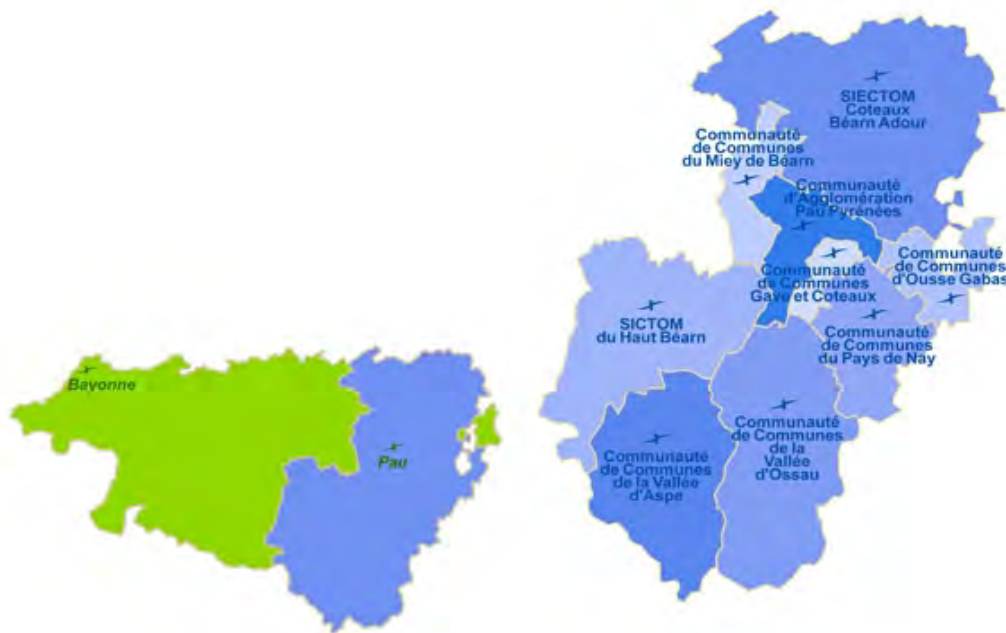 Bayonne
Pau
SIECTOM
Coteaux
Béarn Adour
Communauté
de Communes
du Miey de Béarn
Communauté
d'Agglomération
Pau Pyrénées
Communauté
de Communes
d'Ousse Gabas
Communauté
de Communes
Gave et Coteaux
SICTOM
du Haut Béarn
Communauté
de Communes
du Pays de Nay
Communauté
de Communes
de la
Vallée
d'Ossau
Communauté
de Communes
de la Vallée
d'Aspe